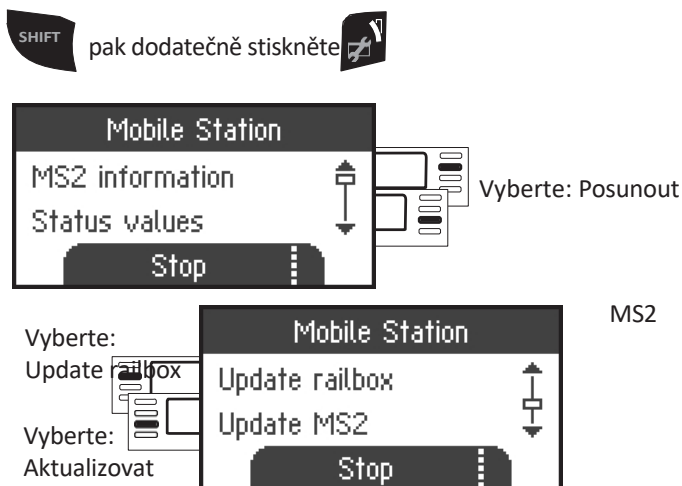 SHIFT
pak dodatečně stiskněte
Mobile Station
MS2 information
Status values
Stop
Vyberte: Posunout
MS2
Vyberte:
Update railbox
Vyberte:
Aktualizovat
Mobile Station
Update railbox
Update MS2
Stop